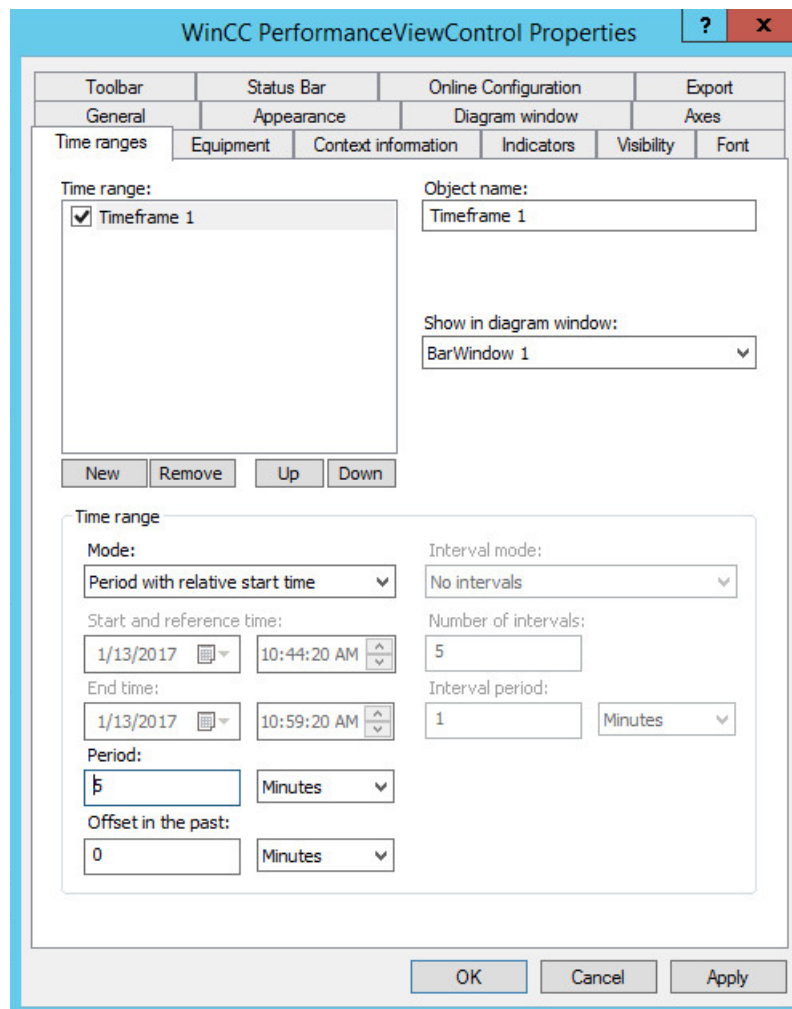 WinCC PerformanceViewControl Properties ? x
Toolbar Status Bar Online Configuration Export
General Appearance Diagram window Axes
Time ranges Equipment Context information Indicators Visibility Font
Time range: Object name:
Timeframe 1 Timeframe 1
Show in diagram window:
BarWindow 1
New Remove Up Down
Time range
Mode: Interval mode:
Period with relative start time No intervals
Start and reference time: Number of intervals:
1/13/2017 10:44:20 AM 5
End time: Interval period:
1/13/2017 10:59:20 AM 1 Minutes
Period:
5 Minutes
Offset in the past:
0 Minutes
OK Cancel Apply